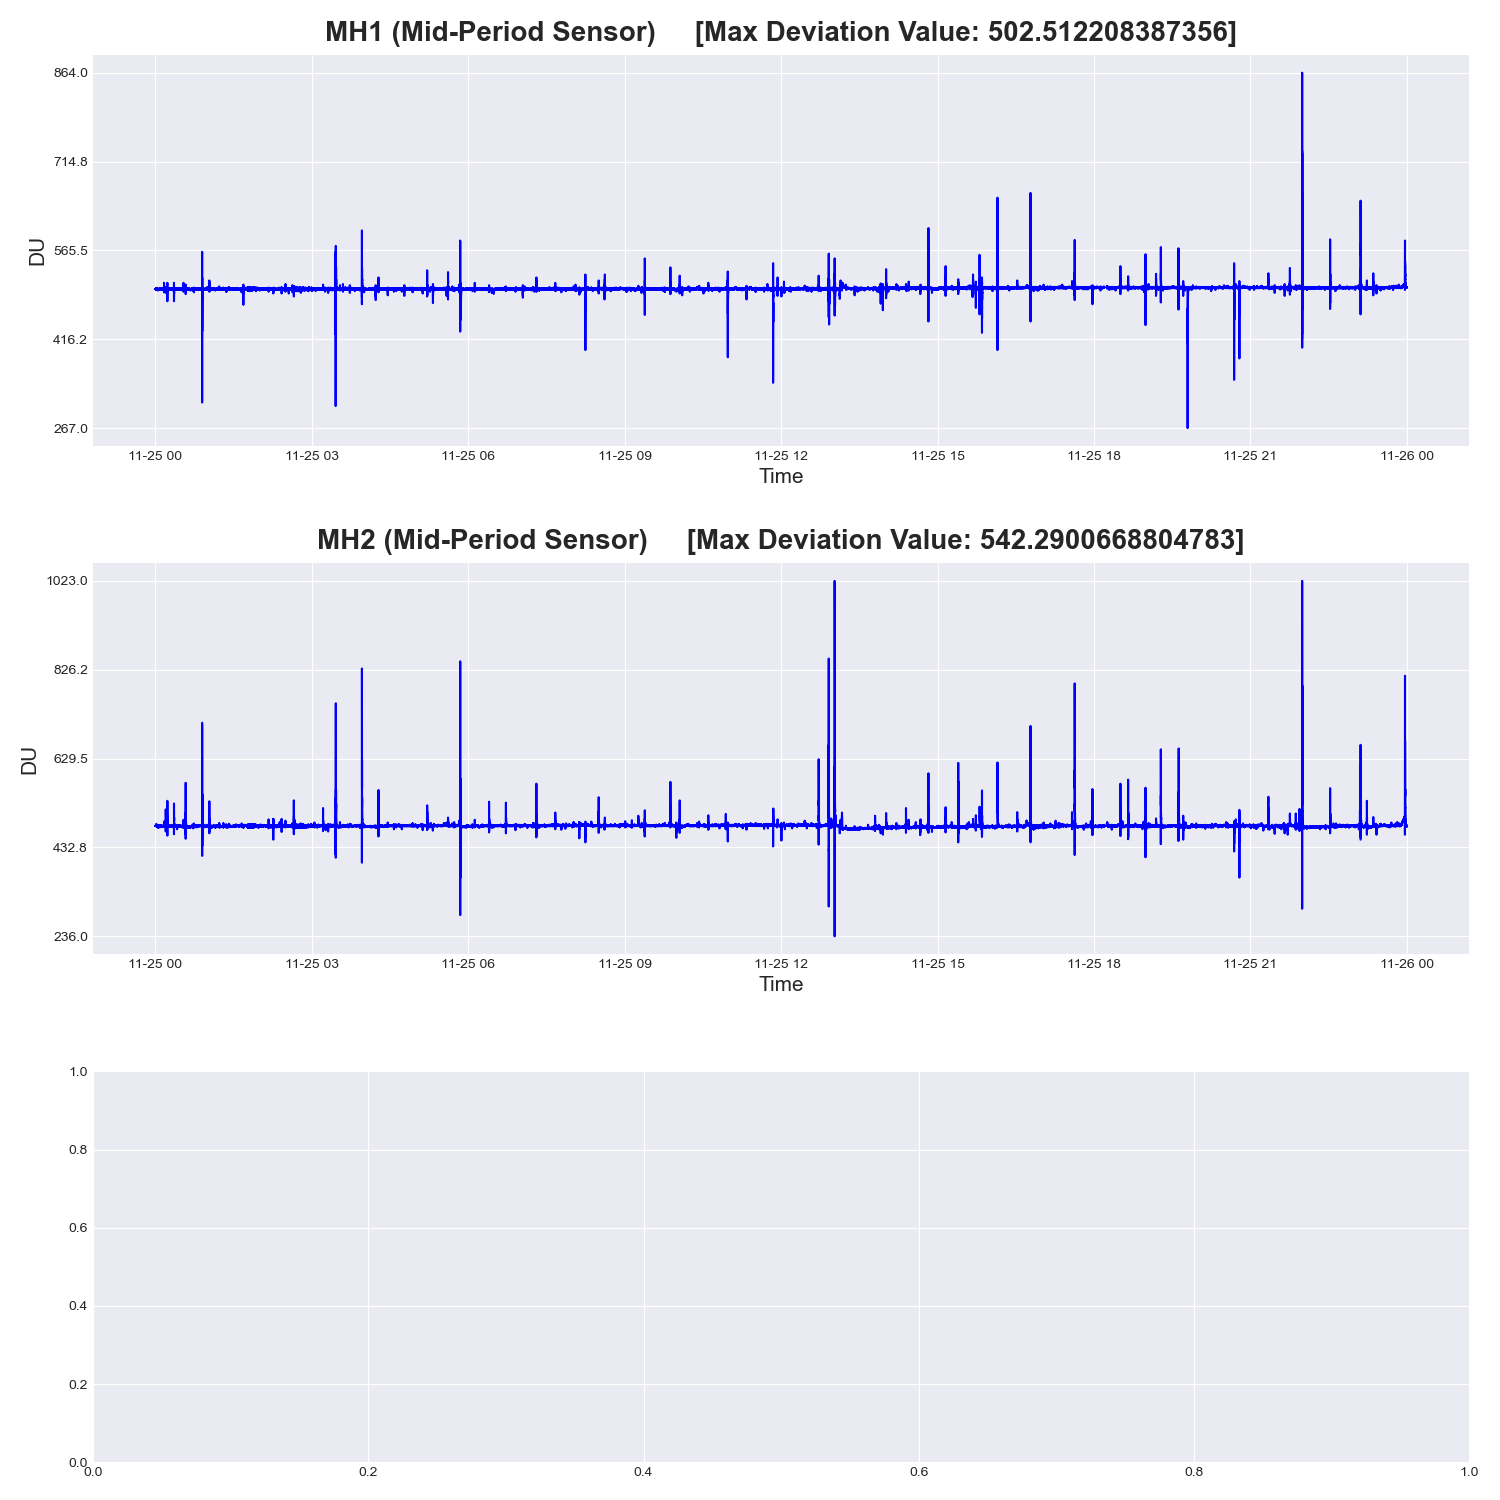 MH1 (Mid-Period Sensor) [Max Deviation Value: 502.512208387356]
864.0
714.8
565.5
416.2
267.0
DU
11-25 00 11-25 03 11-25 06 11-25 09 11-25 12 11-25 15 11-25 18 11-25 21 11-26 00
Time
MH2 (Mid-Period Sensor) [Max Deviation Value: 542.2900668804783]
1023.0
826.2
629.5
432.8
236.0
DU
11-25 00 11-25 03 11-25 06 11-25 09 11-25 12 11-25 15 11-25 18 11-25 21 11-26 00
Time
1.0
0.8
0.6
0.4
0.2
0.0
0.0 0.2 0.4 0.6 0.8 1.0